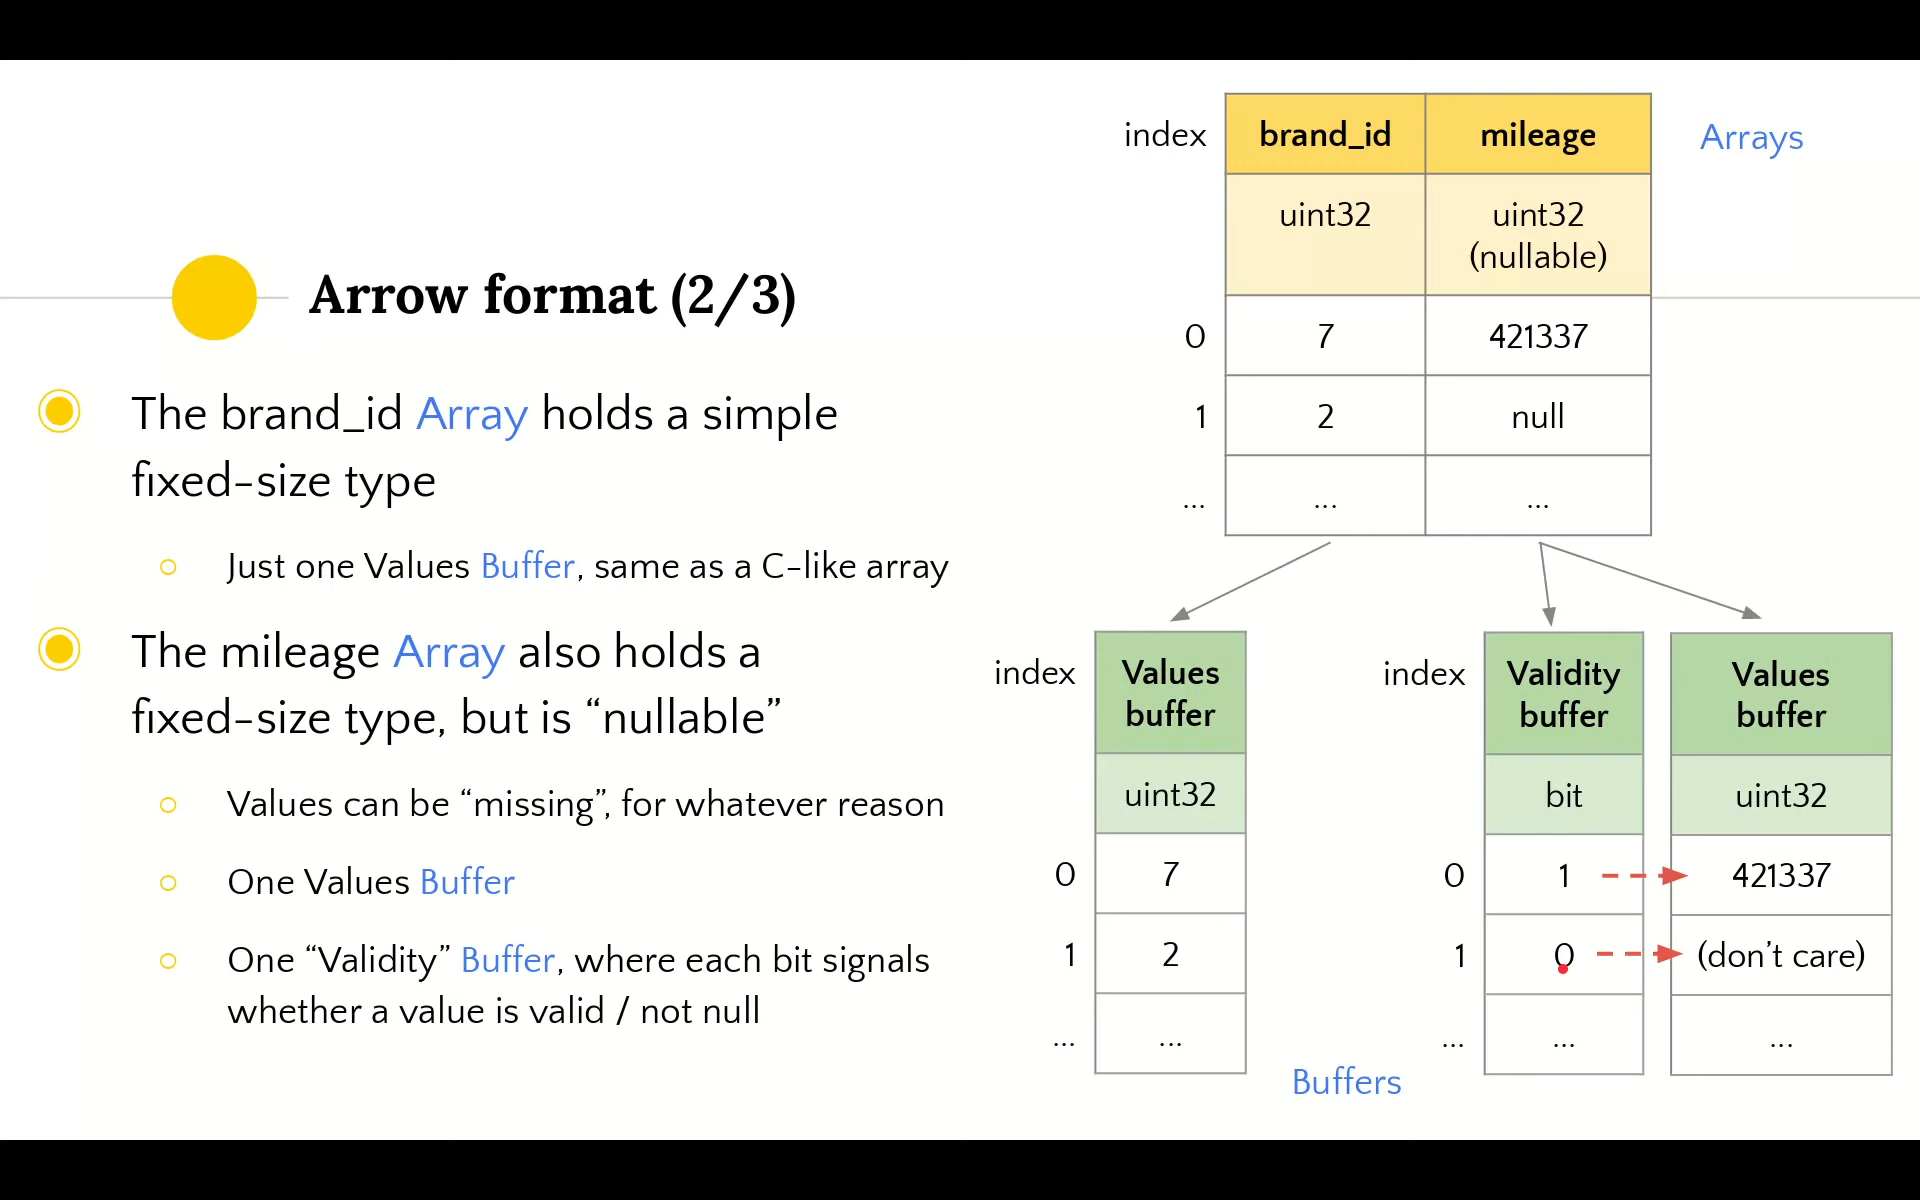 Arrow format (2/3)
The brand_id Array holds a simple
fixed-size type
Just one Values Buffer, same as a C-like array
The mileage Array also holds a
fixed-size type, but is “nullable”
Values can be “missing”, for whatever reason
One Values Buffer
One “Validity” Buffer, where each bit signals
whether a value is valid / not null
index brand_id mileage Arrays
uint32 uint32
(nullable)
0 7 421337
1 2 null
... ... ...
index Values
buffer
uint32
0 7
1 2
... ...
Buffers
index Validity Values
buffer buffer
bit uint32
0 1 421337
1 0 (don’t care)
... ... ...